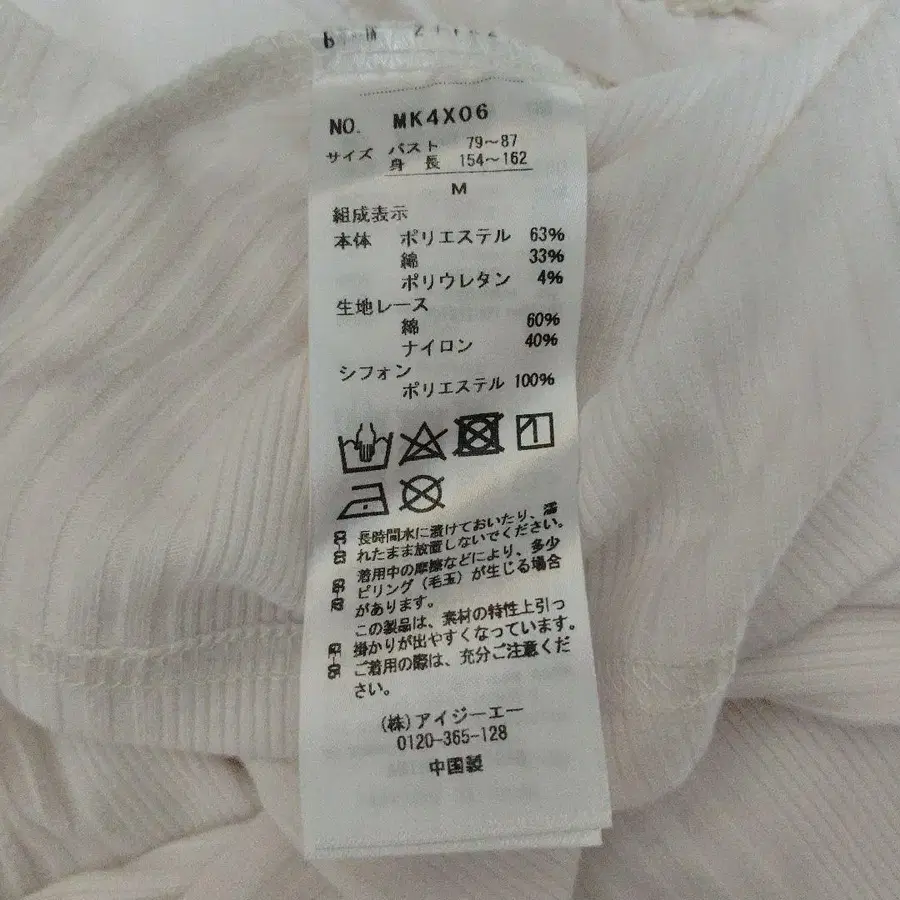 NO. MK4X06
サイズ バスト 79~87
身長 154~162
M
組成表示
本体 ポリエステル 63%
綿 33%
ポリウレタン 4%
生地レース
綿 60%
ナイロン 40%
シフォン
ポリエステル 100%
長時間水に漬けておいたり、濡
れたまま放置しないでください。
着用中の摩擦などにより、多少
ピリング(毛玉)が生じる場合
があります。
この製品は、素材の特性上引っ
掛かりが出やすくなっています。
ご着用の際は、充分ご注意くだ
さい。
(株)アイジーエー
0120-365-128
中国製